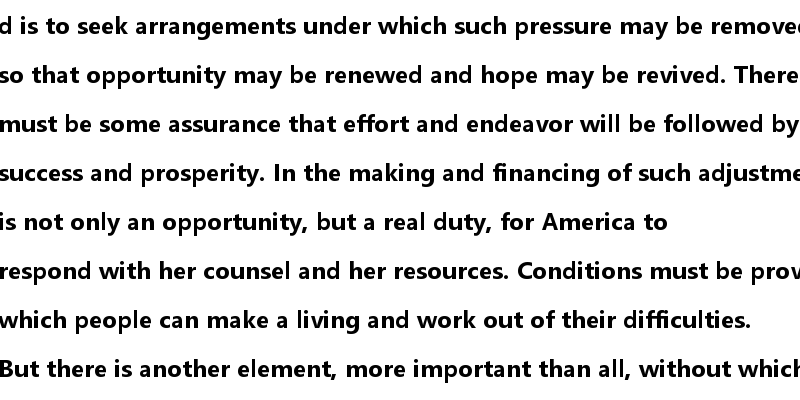 d is to seek arrangements under which such pressure may be remove
so that opportunity may be renewed and hope may be revived. There
must be some assurance that effort and endeavor will be followed by
success and prosperity. In the making and financing of such adjustme
is not only an opportunity, but a real duty, for America to
respond with her counsel and her resources. Conditions must be prov
which people can make a living and work out of their difficulties.
But there is another element, more important than all, without which